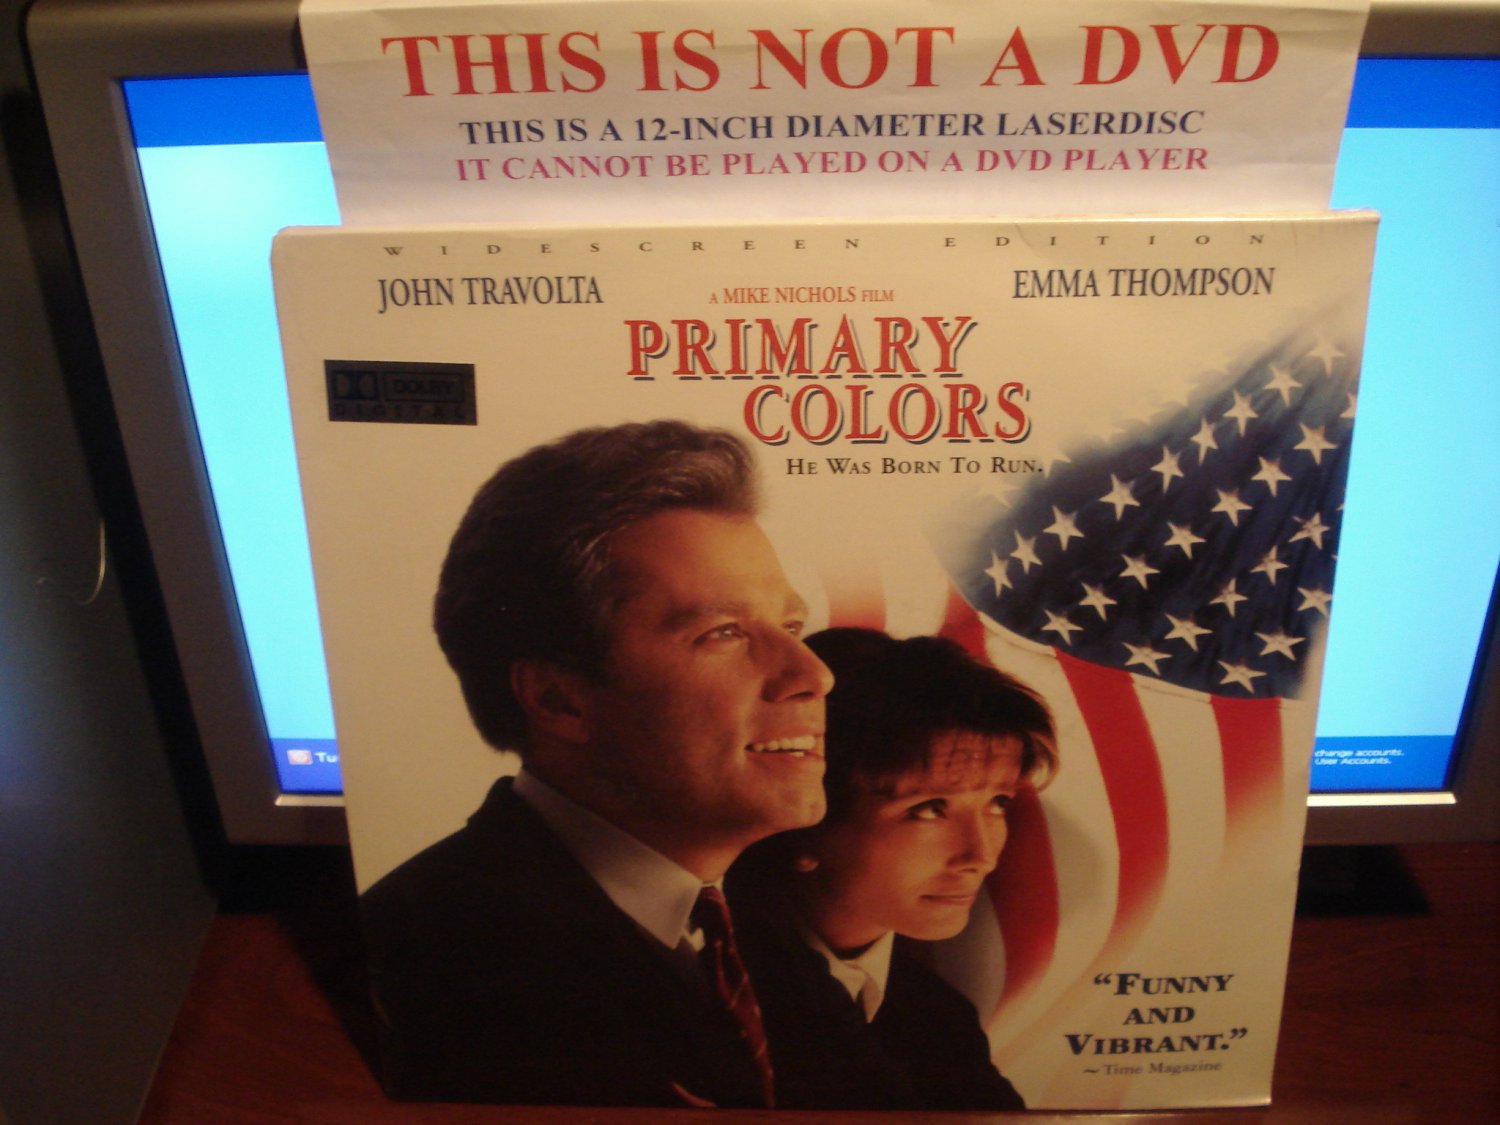 THIS IS NOT A DVD
THIS IS A 12-INCH DIAMETER LASERDISC
IT CANNOT BE PLAYED ON A DVD PLAYER
WIDESCREEN EDITION
JOHN TRAVOLTA
A MIKE NICHOLS FILM
EMMA THOMPSON
PRIMARY
COLORS
HE WAS BORN TO RUN.
DOLBY
DIGITAL
“FUNNY
AND
VIBRANT.”
~Time Magazine
Tu
change accounts.
User Accounts.